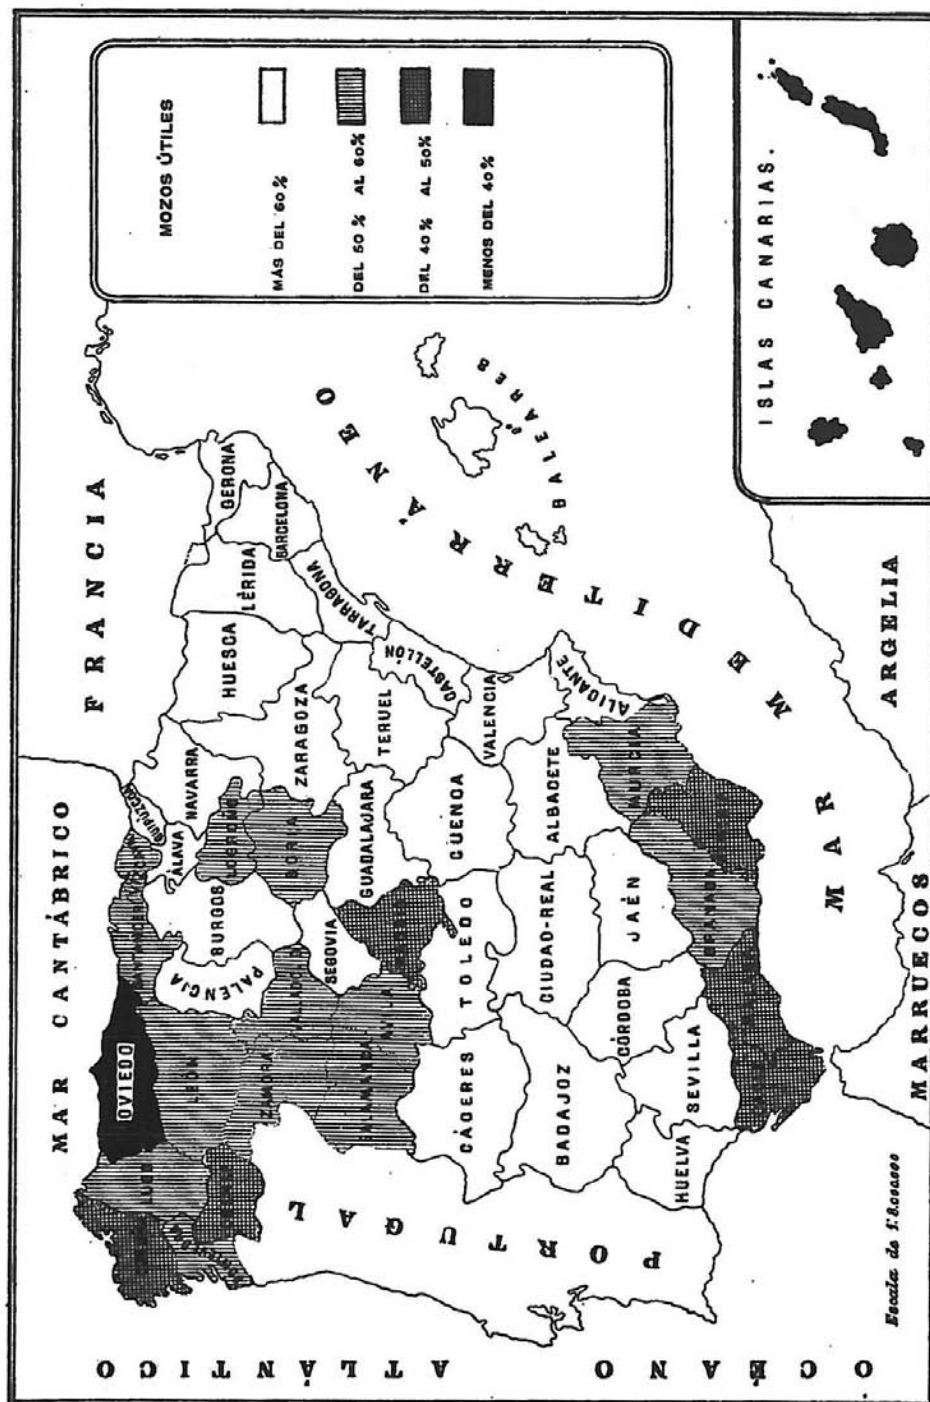 MAR CANTÁBRICO
FRANCIA
MOZOS ÚTILES
MÁS DEL 60%
DEL 50% AL 60%
DEL 40% AL 50%
MENOS DEL 40%
OVIEDO
SANTANDER
GUIPÚZCOA
LUGO
LEÓN
PALENCIA
BURGOS
ÁLAVA
NAVARRA
LOGROÑO
HUESCA
LÉRIDA
GERONA
BARCELONA
ZAMORA
VALLADOLID
SORIA
ZARAGOZA
TARRAGONA
SEGOVIA
SALAMANCA
ÁVILA
GUADALAJARA
TERUEL
CASTELLÓN
CÁCERES
TOLEDO
CUENCA
VALENCIA
BADAJOZ
CIUDAD-REAL
ALBACETE
ALICANTE
CÓRDOBA
JAÉN
MURCIA
HUELVA
SEVILLA
GRANADA
PORTUGAL
BALEARES
MAR MEDITERRÁNEO
OCÉANO ATLÁNTICO
ISLAS CANARIAS.
MARRUECOS
ARGELIA
Escala de 1:8.000.000